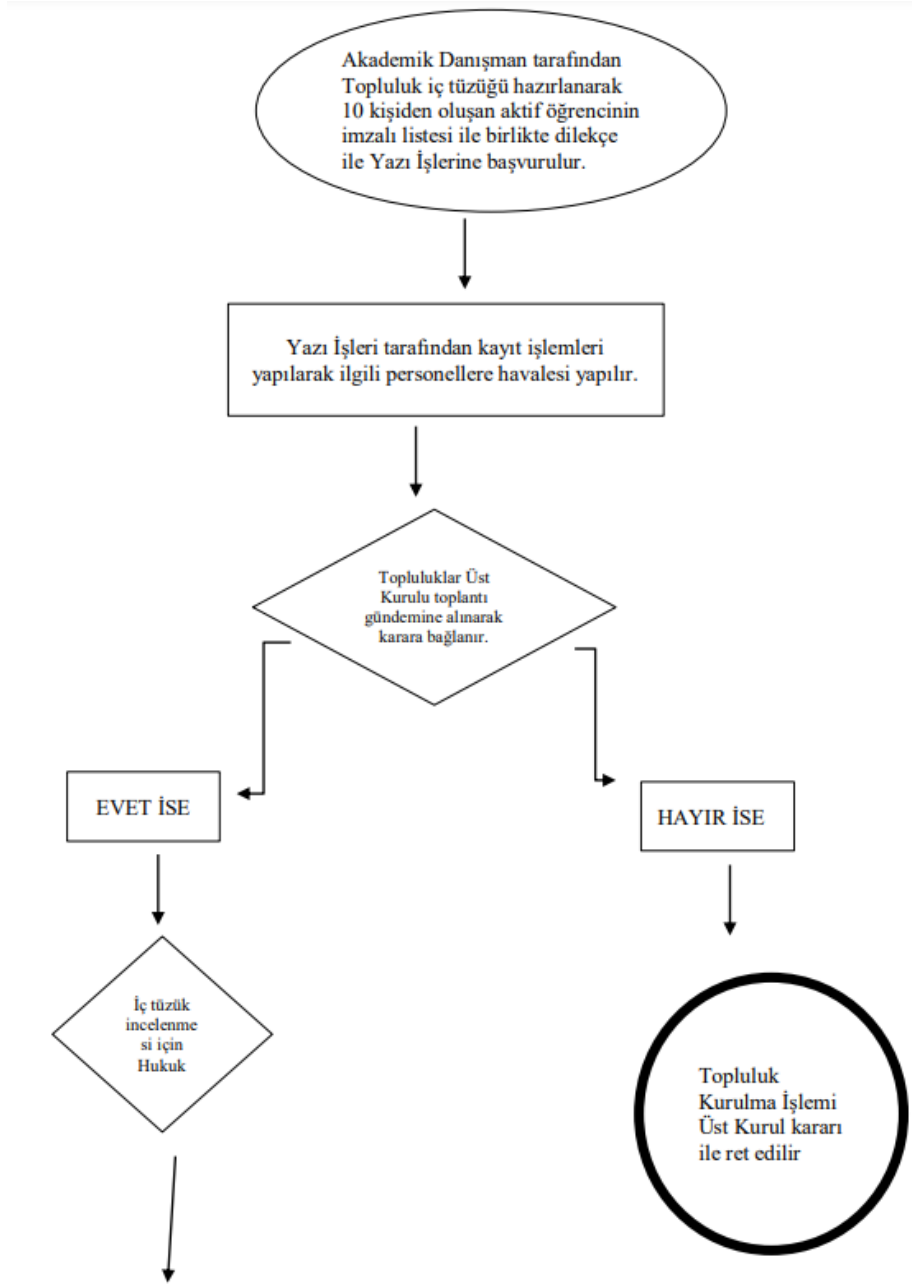 Akademik Danışman tarafından
Topluluk iç tüzüğü hazırlanarak
10 kişiden oluşan aktif öğrencinin
imzalı listesi ile birlikte dilekçe
ile Yazı İşlerine başvurulur.
Yazı İşleri tarafından kayıt işlemleri
yapılarak ilgili personellere havalesi yapılır.
Topluluklar Üst
Kurulu toplantı
gündemine alınarak
karara bağlanır.
EVET İSE
HAYIR İSE
İç tüzük
incelenme
si için
Hukuk
Topluluk
Kurulma İşlemi
Üst Kurul kararı
ile ret edilir